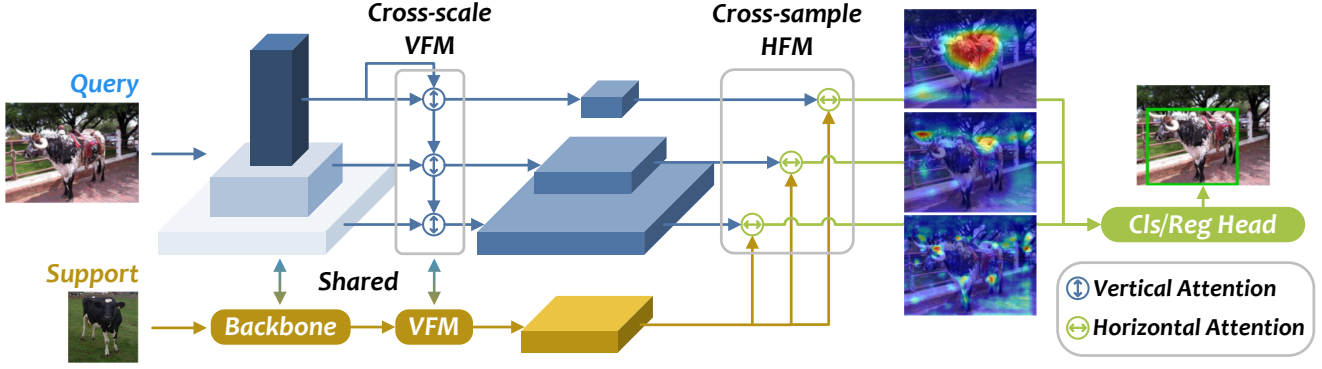 Cross-scale
VFM
Cross-sample
HFM
Query
Support
Shared
Backbone
VFM
Cls/Reg Head
Vertical Attention
Horizontal Attention